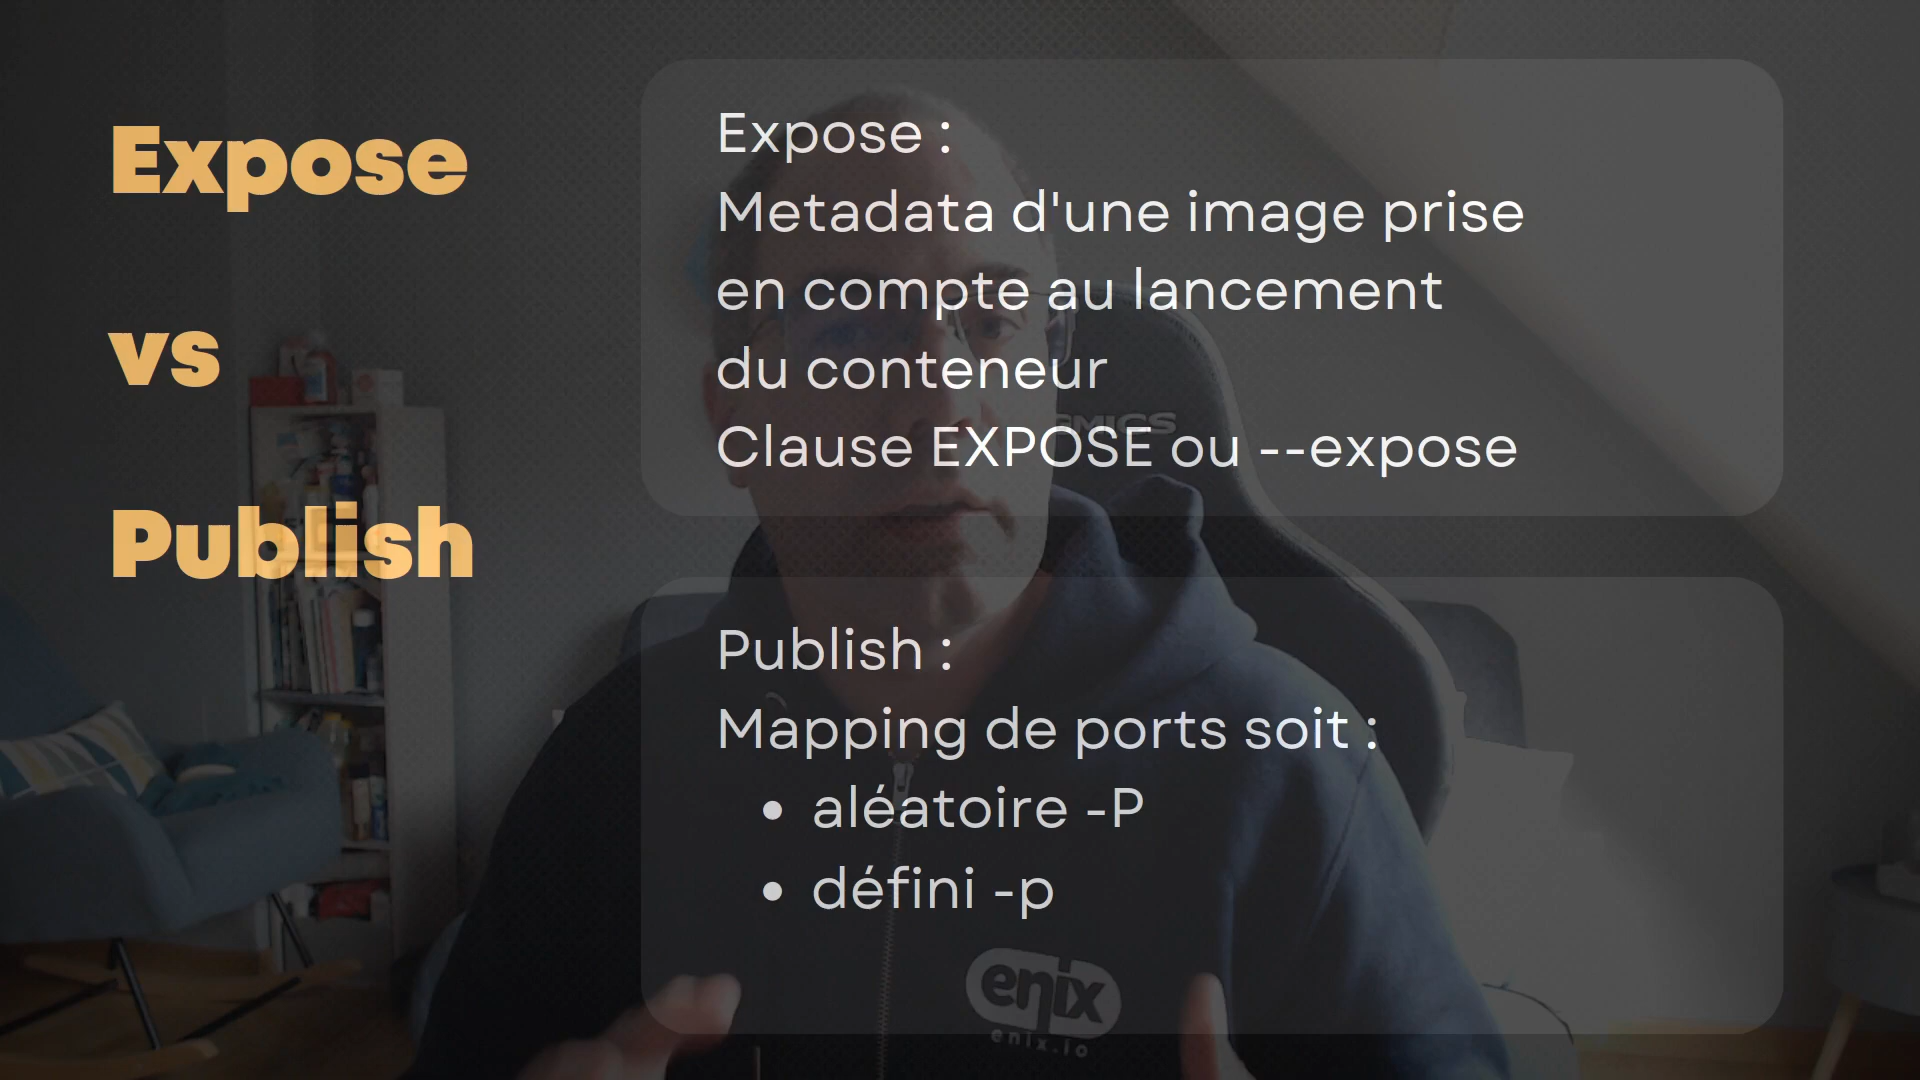 Expose
vs
Publish
Expose :
Metadata d'une image prise
en compte au lancement
du conteneur
Clause EXPOSE ou --expose
Publish :
Mapping de ports soit :
• aléatoire -P
• défini -p
enix
enix.io